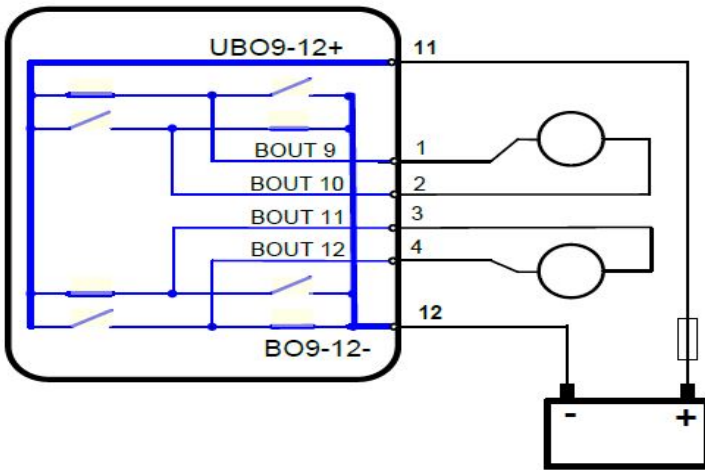 UBO9-12+ 11
BOUT 9 1
BOUT 10 2
BOUT 11 3
BOUT 12 4
12
BO9-12-
- +